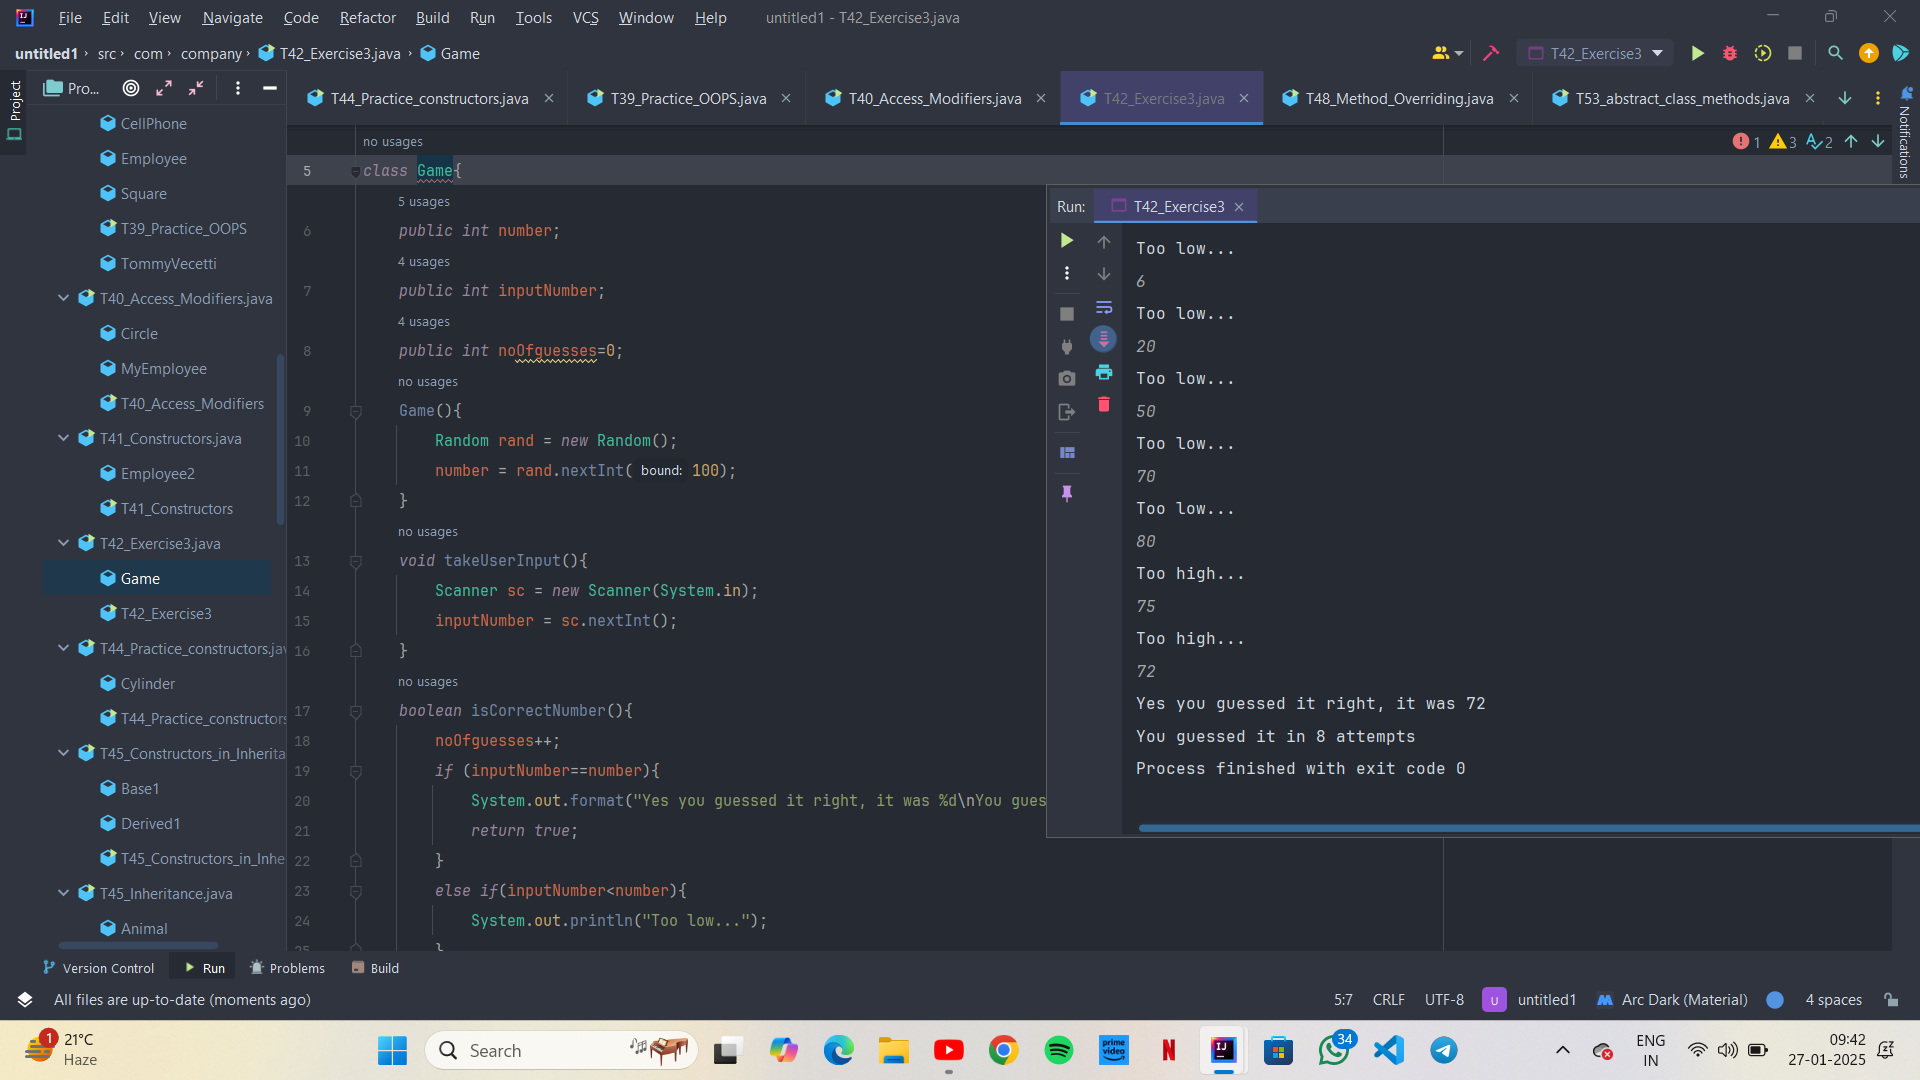 File Edit View Navigate Code Refactor Build Run Tools VCS Window Help untitled1 - T42_Exercise3.java
untitled1 › src › com › company › T42_Exercise3.java › Game
T42_Exercise3
Project
Pro...
T44_Practice_constructors.java
T39_Practice_OOPS.java
T40_Access_Modifiers.java
T42_Exercise3.java
T48_Method_Overriding.java
T53_abstract_class_methods.java
Notifications
CellPhone
Employee
Square
T39_Practice_OOPS
TommyVecetti
T40_Access_Modifiers.java
Circle
MyEmployee
T40_Access_Modifiers
T41_Constructors.java
Employee2
T41_Constructors
T42_Exercise3.java
Game
T42_Exercise3
T44_Practice_constructors.jav
Cylinder
T44_Practice_constructors
T45_Constructors_in_Inherita
Base1
Derived1
T45_Constructors_in_Inhe
T45_Inheritance.java
Animal
1 3 2
no usages
5 class Game{
5 usages
6 public int number;
4 usages
7 public int inputNumber;
4 usages
8 public int noOfguesses=0;
no usages
9 Game(){
10 Random rand = new Random();
11 number = rand.nextInt( bound: 100);
12 }
no usages
13 void takeUserInput(){
14 Scanner sc = new Scanner(System.in);
15 inputNumber = sc.nextInt();
16 }
no usages
17 boolean isCorrectNumber(){
18 noOfguesses++;
19 if (inputNumber==number){
20 System.out.format("Yes you guessed it right, it was %d\nYou gues
21 return true;
22 }
23 else if(inputNumber<number){
24 System.out.println("Too low...");
25 }
Run: T42_Exercise3
Too low...
6
Too low...
20
Too low...
50
Too low...
70
Too low...
80
Too high...
75
Too high...
72
Yes you guessed it right, it was 72
You guessed it in 8 attempts
Process finished with exit code 0
Version Control Run Problems Build
All files are up-to-date (moments ago)
5:7 CRLF UTF-8 U untitled1 Arc Dark (Material) 4 spaces
1
21°C
Haze
Search
prime video
N
IJ
34
ENG
IN
09:42
27-01-2025